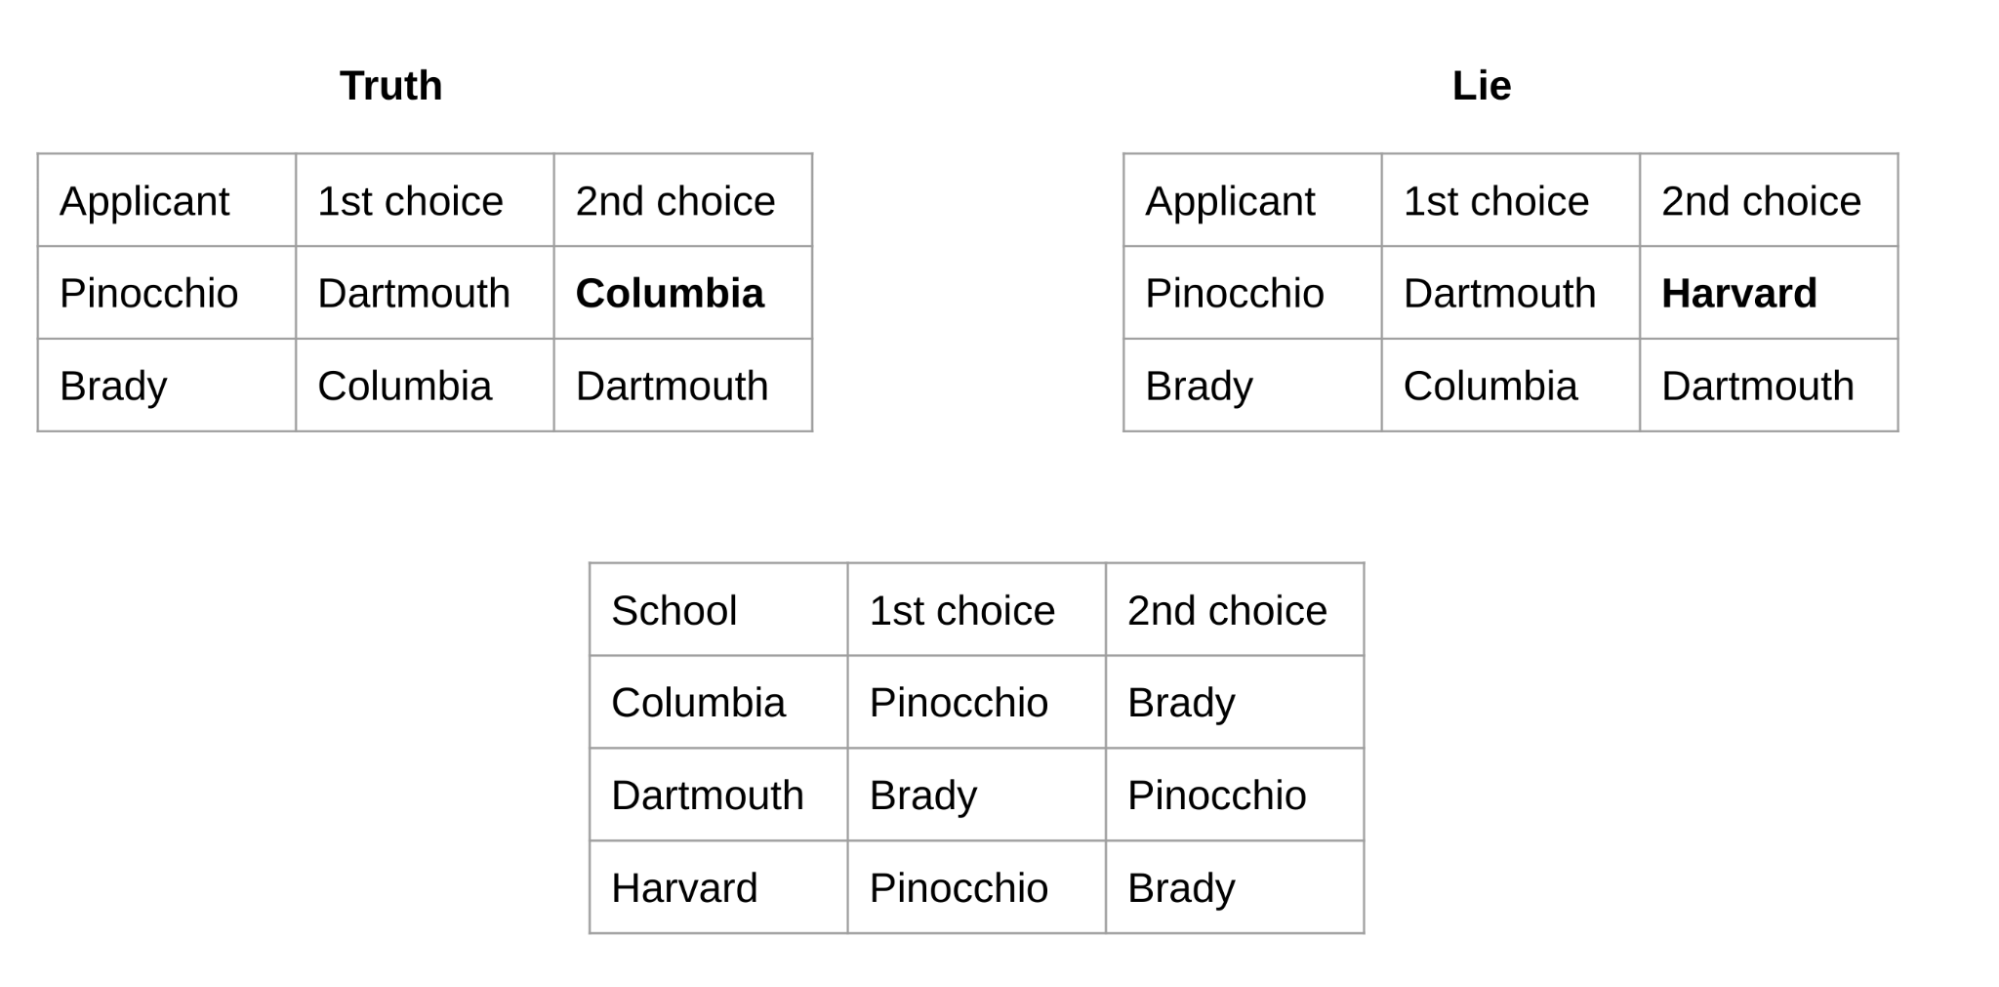 Truth
Applicant 1st choice 2nd choice
Pinocchio Dartmouth Columbia
Brady Columbia Dartmouth
Lie
Applicant 1st choice 2nd choice
Pinocchio Dartmouth Harvard
Brady Columbia Dartmouth
School 1st choice 2nd choice
Columbia Pinocchio Brady
Dartmouth Brady Pinocchio
Harvard Pinocchio Brady